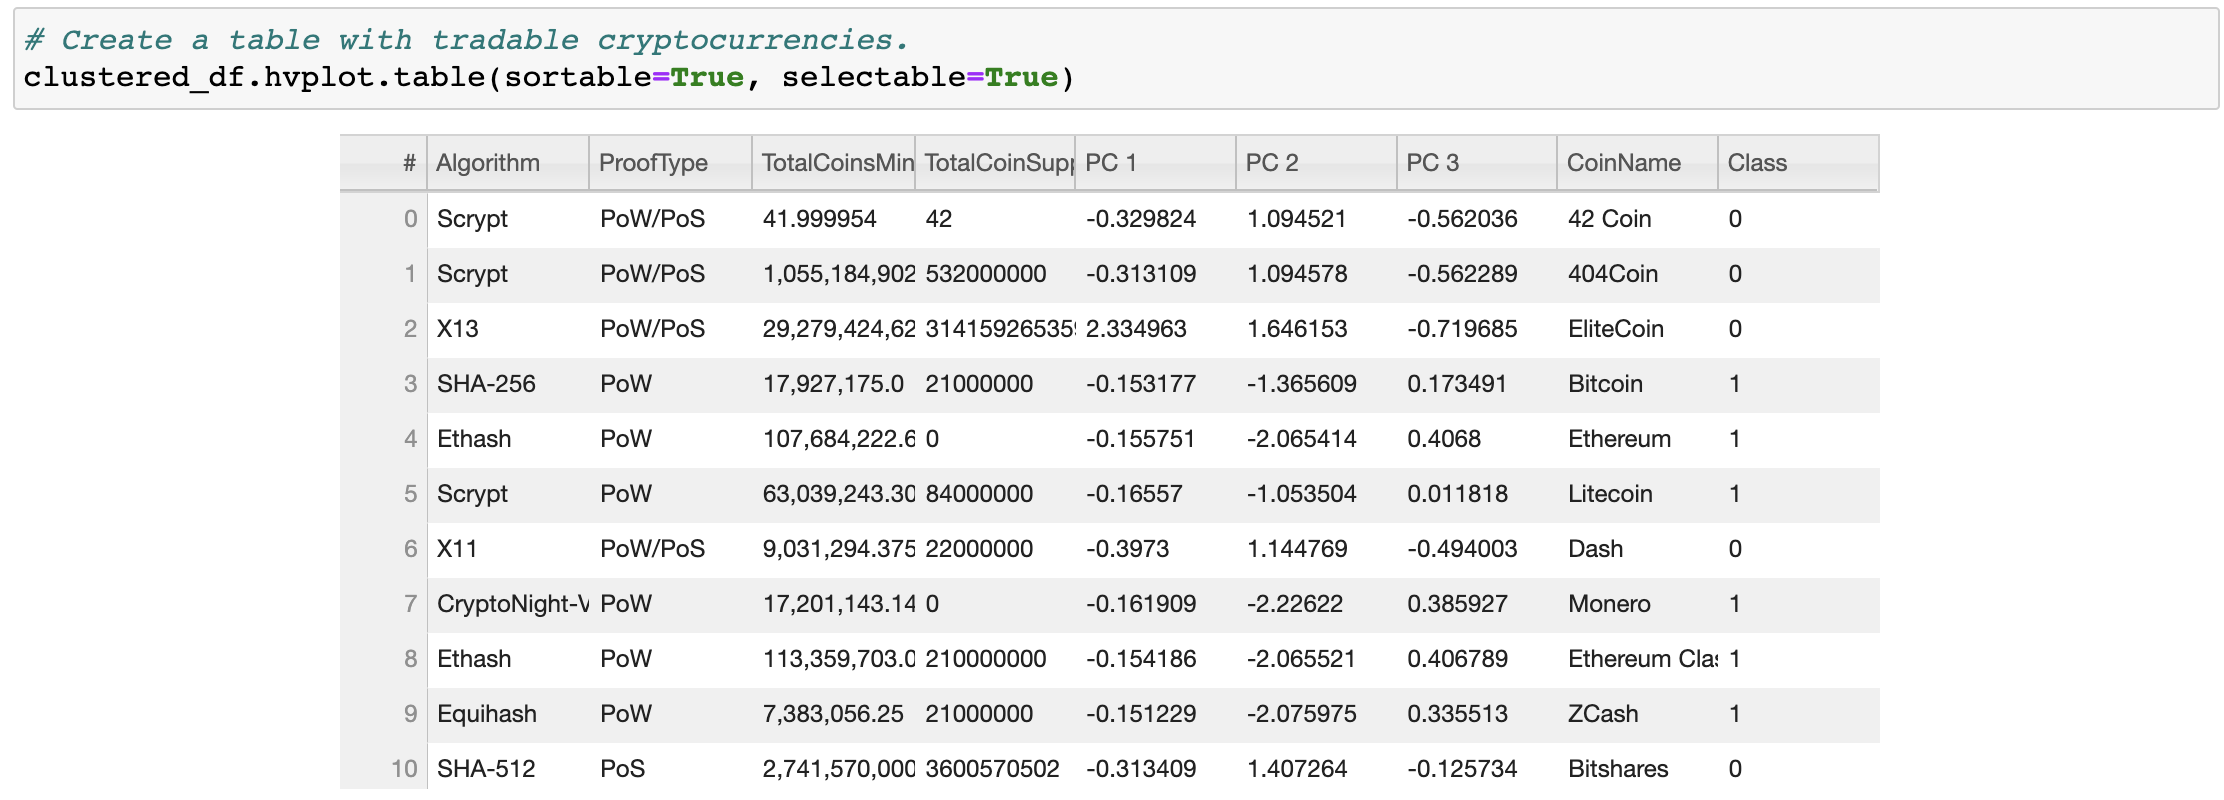 # Create a table with tradable cryptocurrencies.
clustered_df.hvplot.table(sortable=True, selectable=True)
# Algorithm ProofType TotalCoinsMin TotalCoinSupp PC 1 PC 2 PC 3 CoinName Class
0 Scrypt PoW/PoS 41.999954 42 -0.329824 1.094521 -0.562036 42 Coin 0
1 Scrypt PoW/PoS 1,055,184,902 532000000 -0.313109 1.094578 -0.562289 404Coin 0
2 X13 PoW/PoS 29,279,424,62 314159265359 2.334963 1.646153 -0.719685 EliteCoin 0
3 SHA-256 PoW 17,927,175.0 21000000 -0.153177 -1.365609 0.173491 Bitcoin 1
4 Ethash PoW 107,684,222.6 0 -0.155751 -2.065414 0.4068 Ethereum 1
5 Scrypt PoW 63,039,243.30 84000000 -0.16557 -1.053504 0.011818 Litecoin 1
6 X11 PoW/PoS 9,031,294.375 22000000 -0.3973 1.144769 -0.494003 Dash 0
7 CryptoNight-V PoW 17,201,143.14 0 -0.161909 -2.22622 0.385927 Monero 1
8 Ethash PoW 113,359,703.0 210000000 -0.154186 -2.065521 0.406789 Ethereum Clas 1
9 Equihash PoW 7,383,056.25 21000000 -0.151229 -2.075975 0.335513 ZCash 1
10 SHA-512 PoS 2,741,570,000 3600570502 -0.313409 1.407264 -0.125734 Bitshares 0